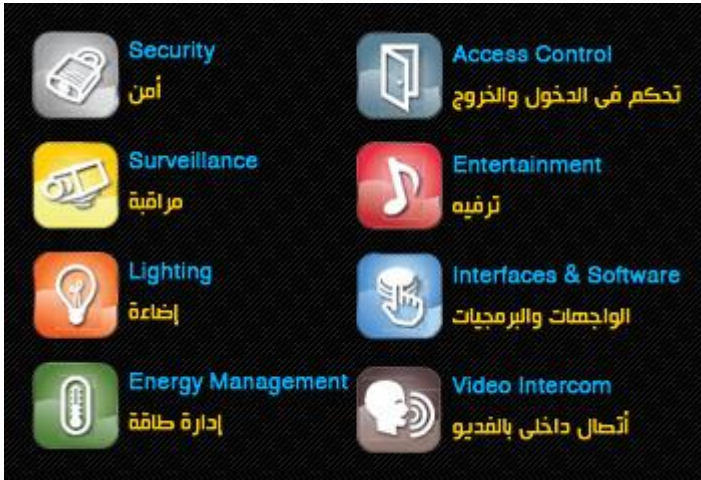 Security
أمن
Access Control
تحكم فى الدخول والخروج
Surveillance
مراقبة
Entertainment
ترفيه
Lighting
إضاءة
Interfaces & Software
الواجهات والبرمجيات
Energy Management
إدارة طاقة
Video Intercom
أتصال داخلى بالفديو